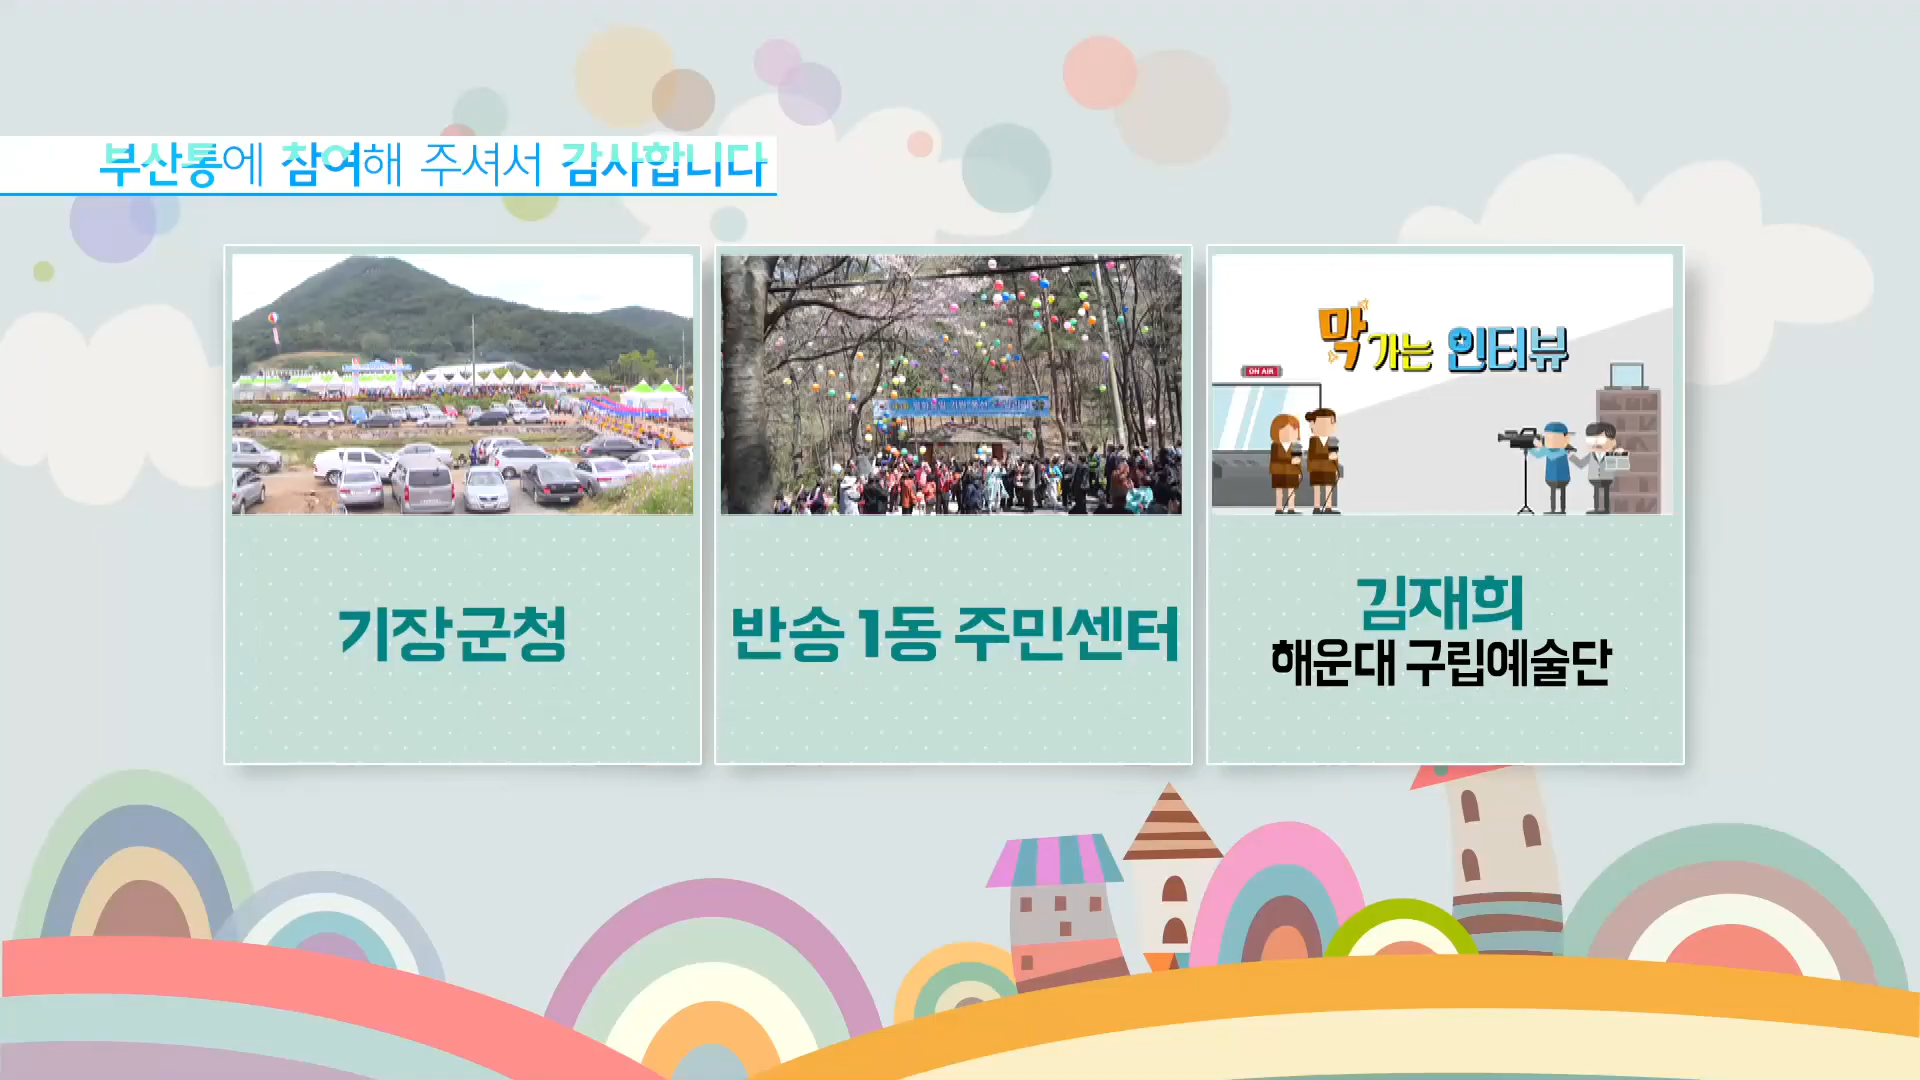 부산통에 참여해 주셔서 감사합니다
막가는 인터뷰
ON AIR
기장군청
반송 1동 주민센터
김재희
해운대 구립예술단